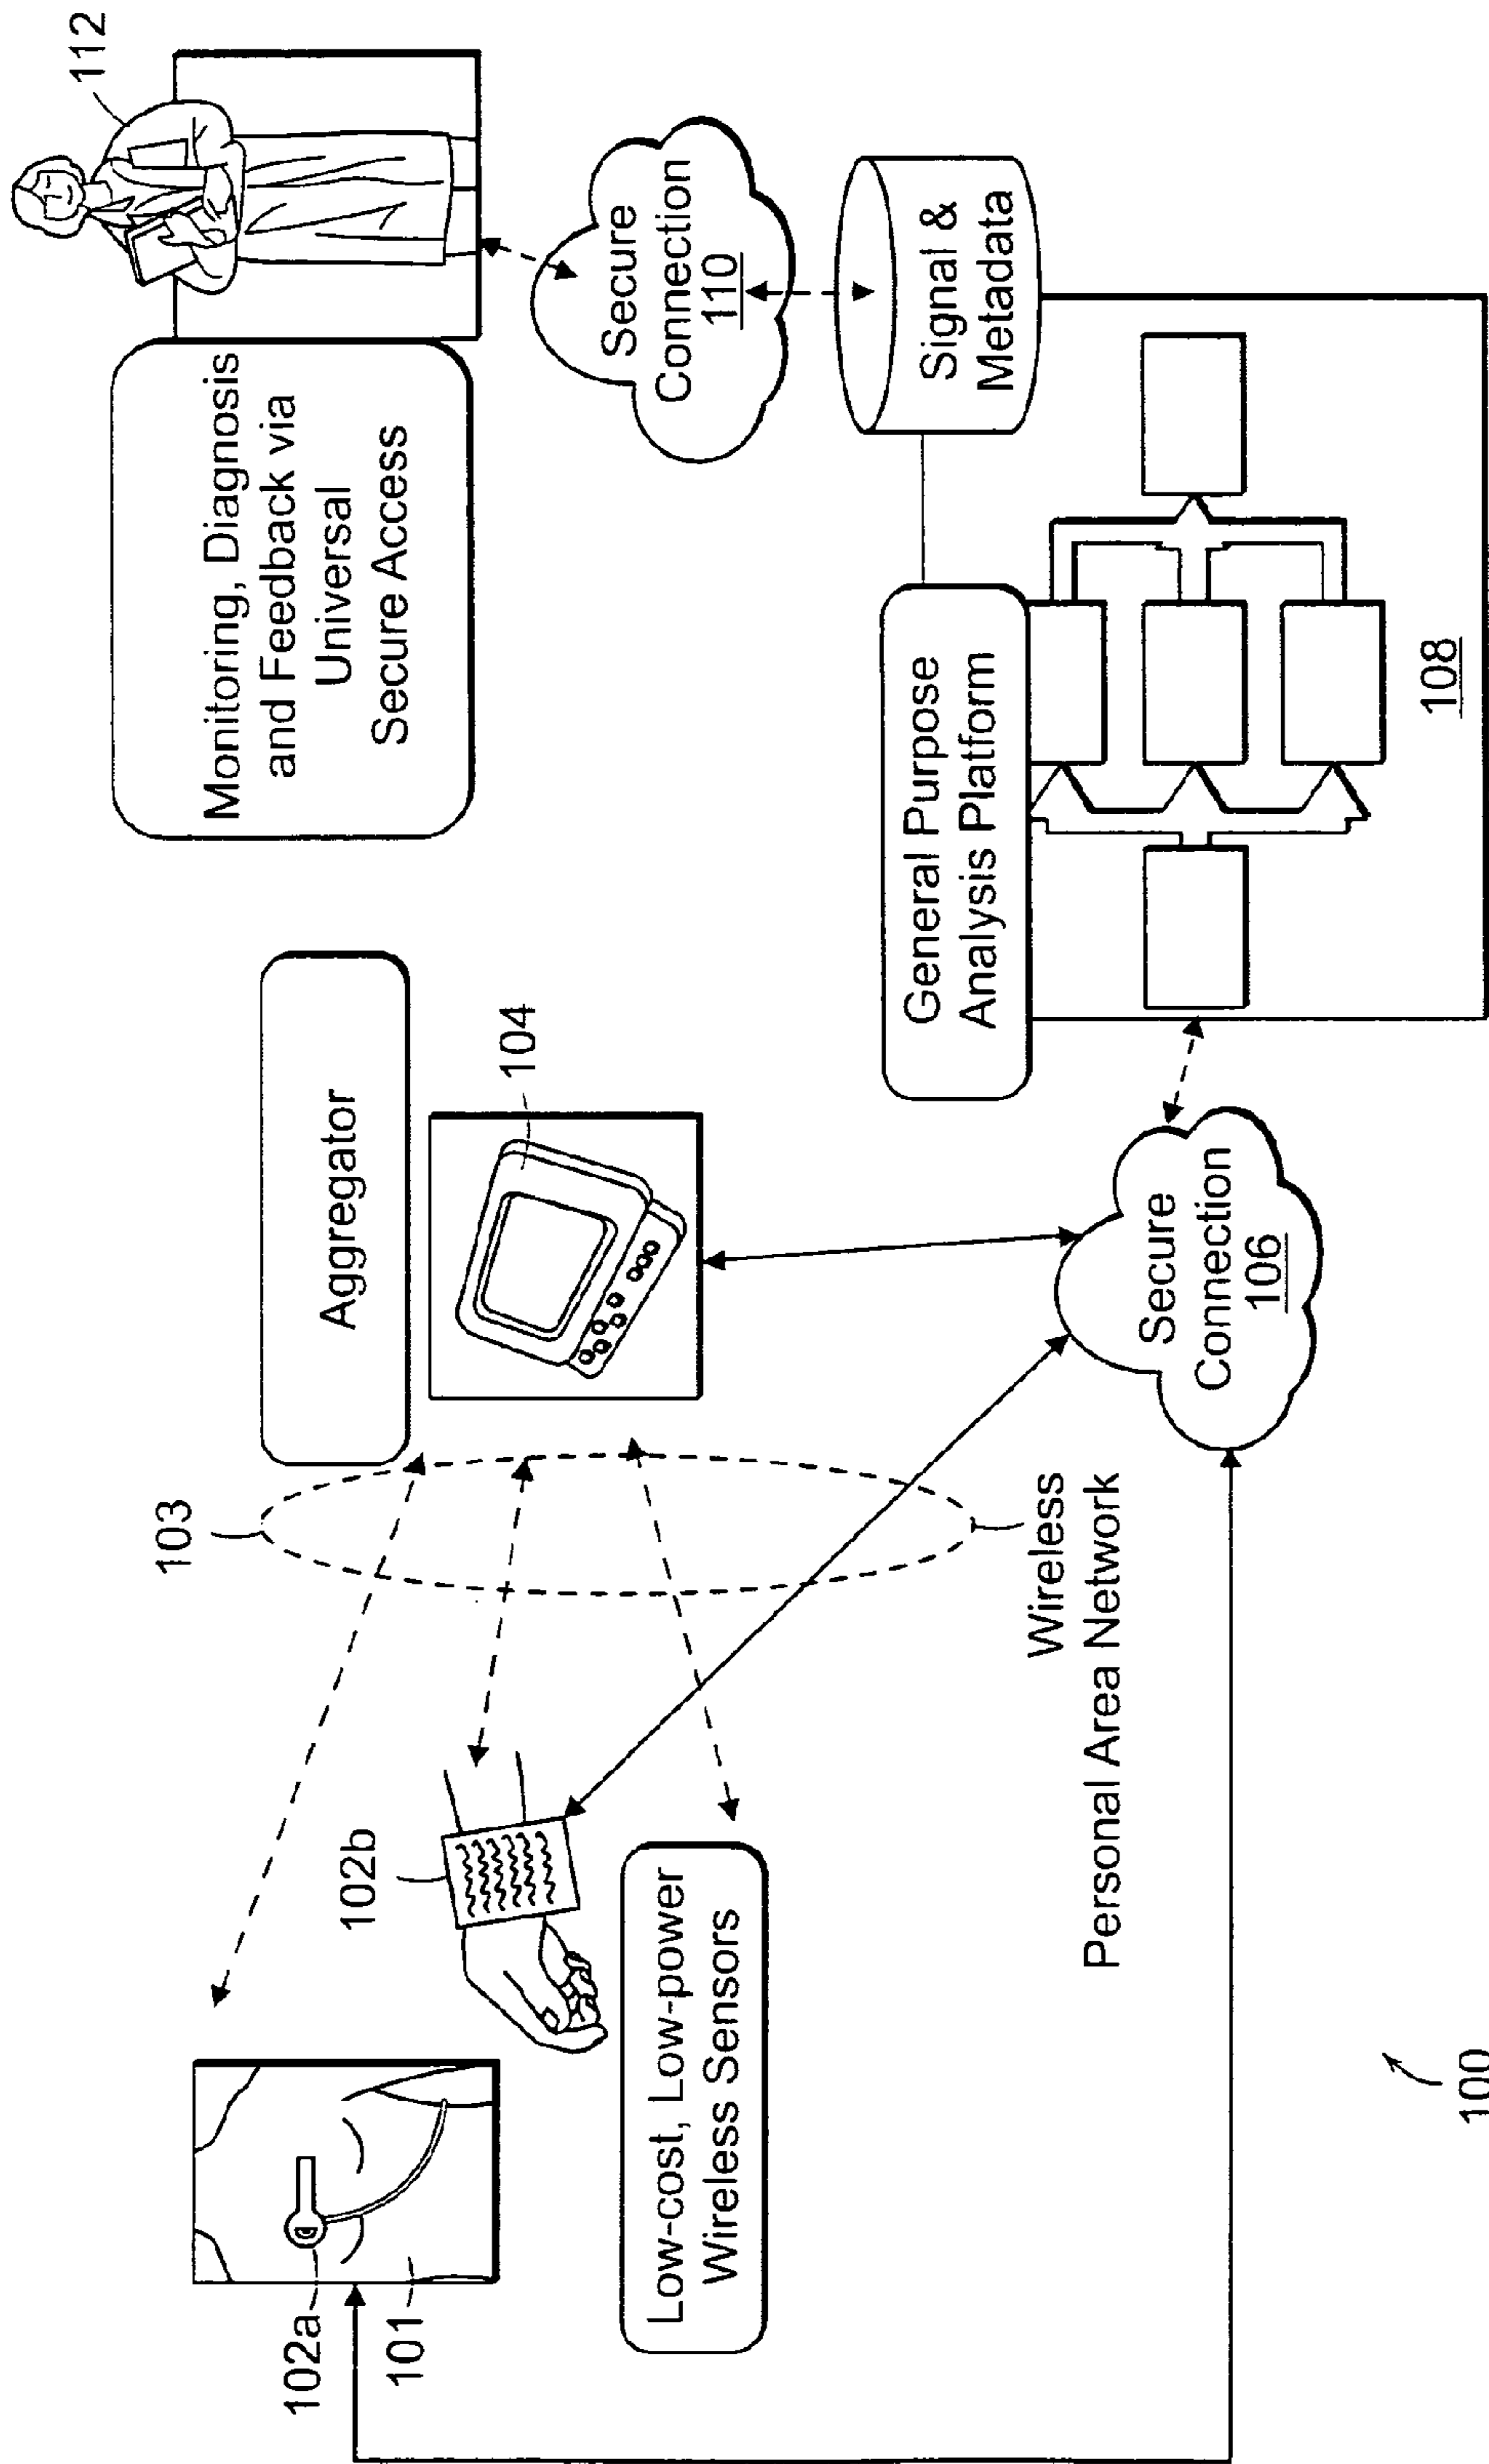 102a
101
102b
Low-cost, Low-power
Wireless Sensors
103
Wireless
Personal Area Network
Aggregator
104
Secure
Connection
106
General Purpose
Analysis Platform
108
Monitoring, Diagnosis
and Feedback via
Universal
Secure Access
112
Secure
Connection
110
Signal &
Metadata
100